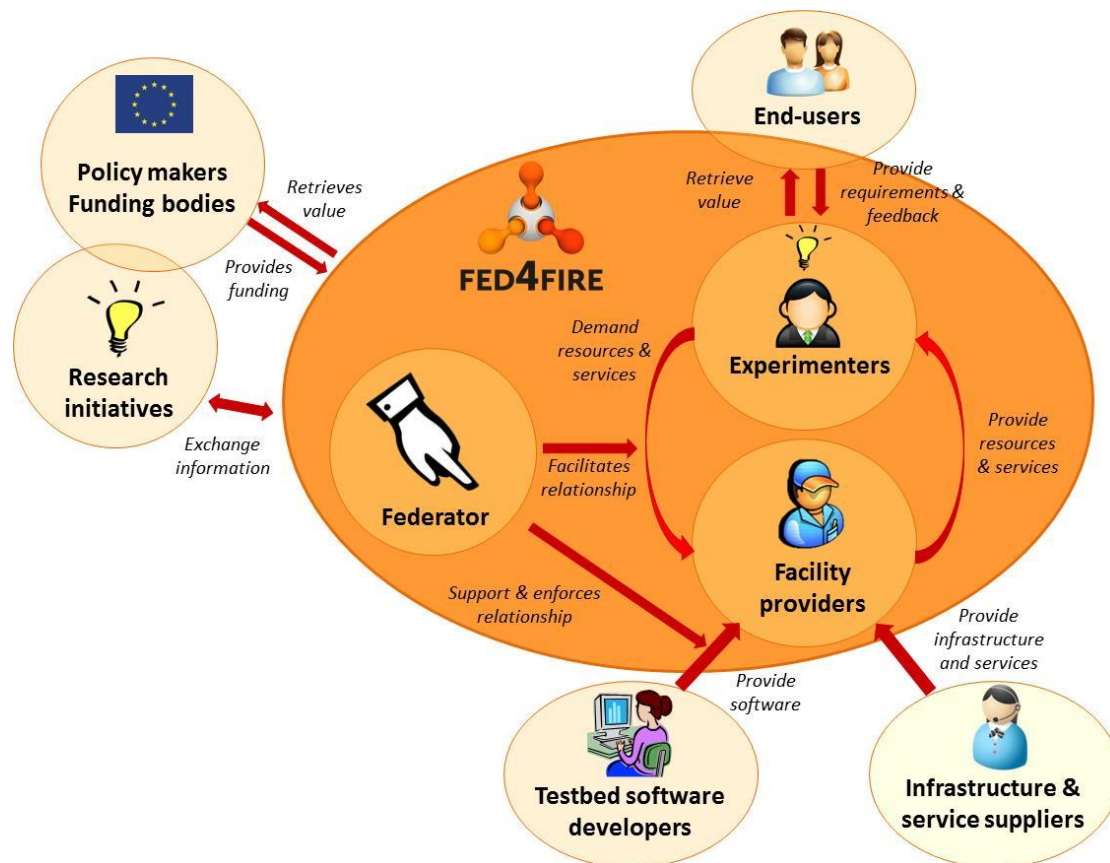 End-users
Policy makers
Funding bodies
Retrieves
value
Provides
funding
Retrieve
value
Provide
requirements &
feedback
FED4FIRE
Research
initiatives
Exchange
information
Demand
resources &
services
Experimenters
Federator
Facilitates
relationship
Provide
resources
& services
Facility
providers
Support & enforces
relationship
Provide
software
Provide
infrastructure
and services
Testbed software
developers
Infrastructure &
service suppliers